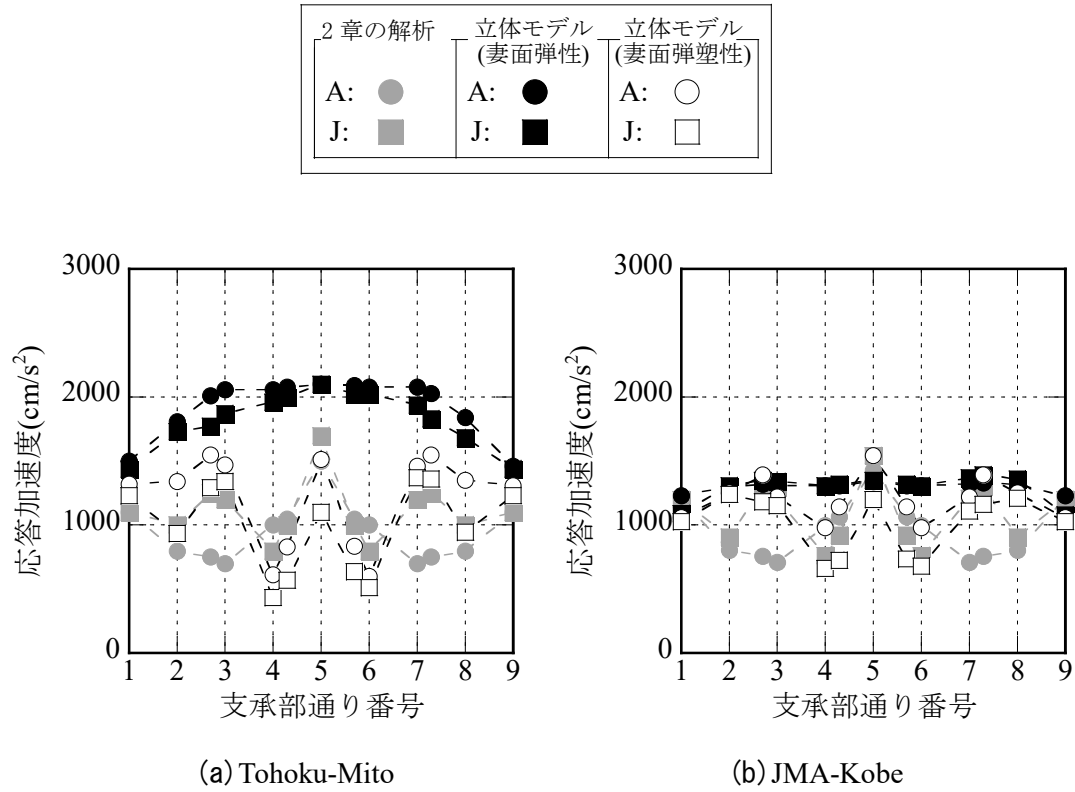 2 章の解析 立体モデル 立体モデル
(妻面弾性) (妻面弾塑性)
A: A: A:
J: J: J:
3000 3000
2000 2000
1000 1000
0 0
1 2 3 4 5 6 7 8 9 1 2 3 4 5 6 7 8 9
応答加速度(cm/s²) 応答加速度(cm/s²)
支承部通り番号 支承部通り番号
(a) Tohoku-Mito (b) JMA-Kobe